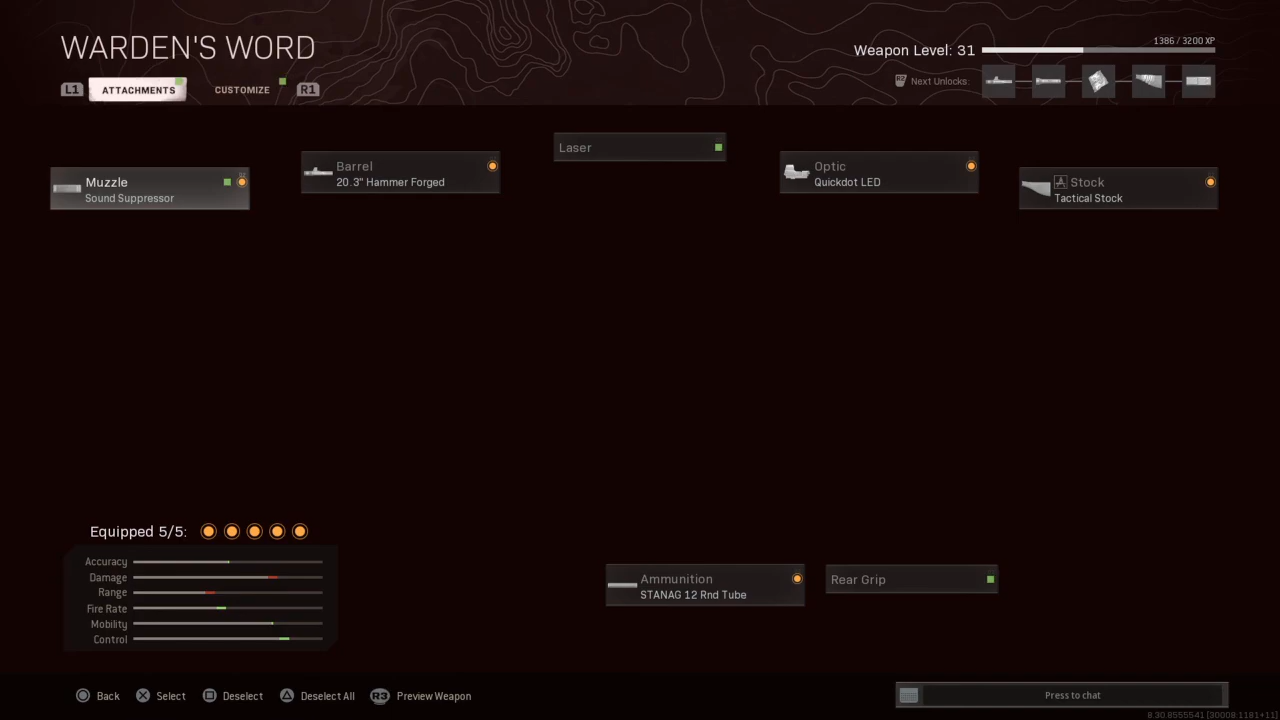 WARDEN'S WORD
Weapon Level: 31
1386 / 3200 XP
L1 ATTACHMENTS CUSTOMIZE R1
R2 Next Unlocks:
Muzzle
Sound Suppressor
Barrel
20.3" Hammer Forged
Laser
Optic
Quickdot LED
Stock
Tactical Stock
Equipped 5/5:
Accuracy
Damage
Range
Fire Rate
Mobility
Control
Ammunition
STANAG 12 Rnd Tube
Rear Grip
Back Select Deselect Deselect All R3 Preview Weapon
Press to chat